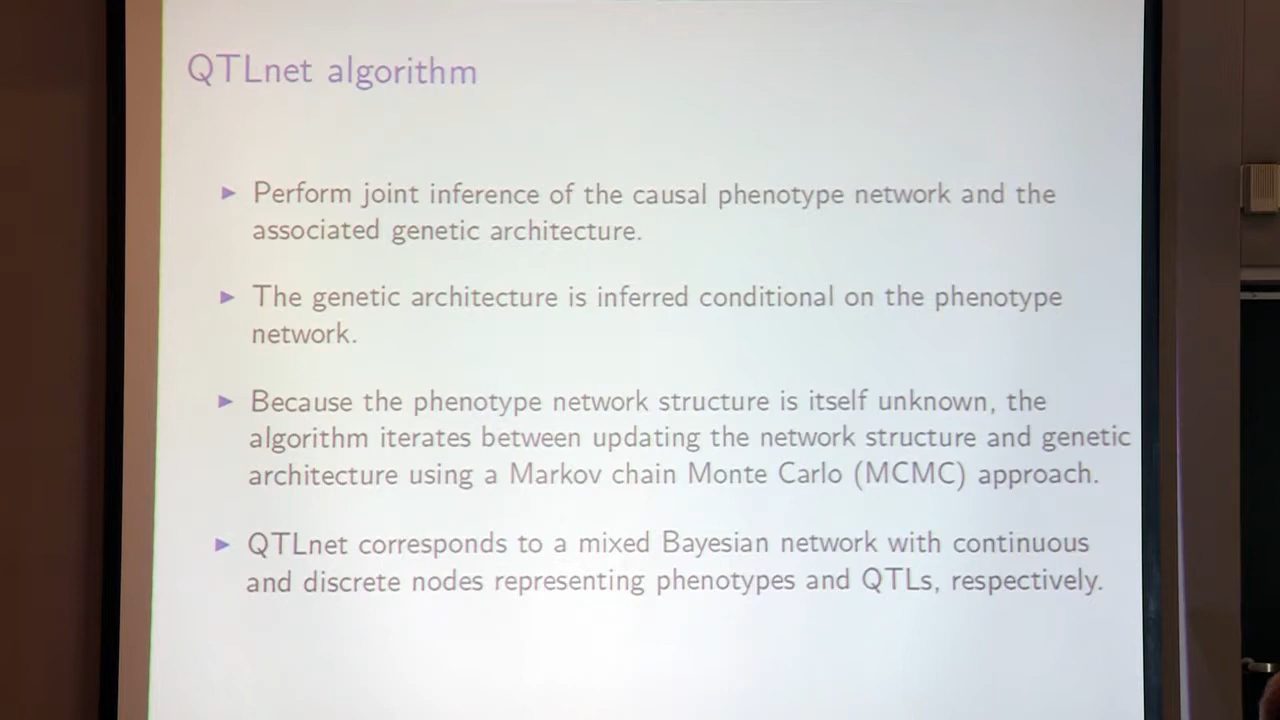 QTLnet algorithm
▶ Perform joint inference of the causal phenotype network and the
associated genetic architecture.
▶ The genetic architecture is inferred conditional on the phenotype
network.
▶ Because the phenotype network structure is itself unknown, the
algorithm iterates between updating the network structure and genetic
architecture using a Markov chain Monte Carlo (MCMC) approach.
▶ QTLnet corresponds to a mixed Bayesian network with continuous
and discrete nodes representing phenotypes and QTLs, respectively.